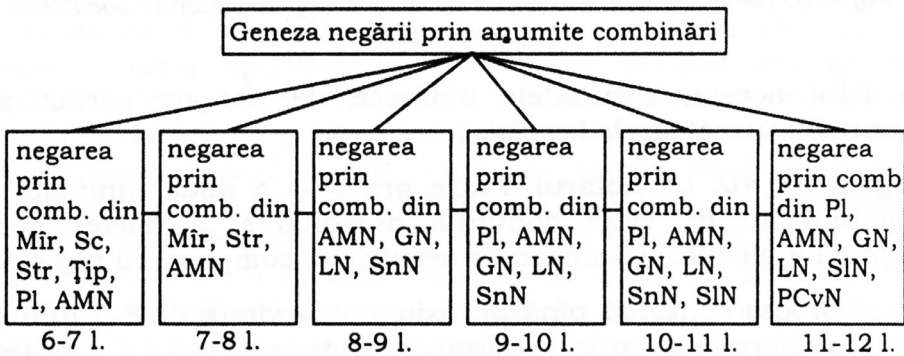 Geneza negării prin anumite combinări
negarea
prin
comb. din
Mîr, Sc,
Str, Ţip,
Pl, AMN
6-7 l.
negarea
prin
comb. din
Mîr, Str,
AMN
7-8 l.
negarea
prin
comb. din
AMN, GN,
LN, SnN
8-9 l.
negarea
prin
comb. din
Pl, AMN,
GN, LN,
SnN
9-10 l.
negarea
prin
comb. din
Pl, AMN,
GN, LN,
SnN, SlN
10-11 l.
negarea
prin comb
din Pl,
AMN, GN,
LN, SlN,
PCvN
11-12 l.